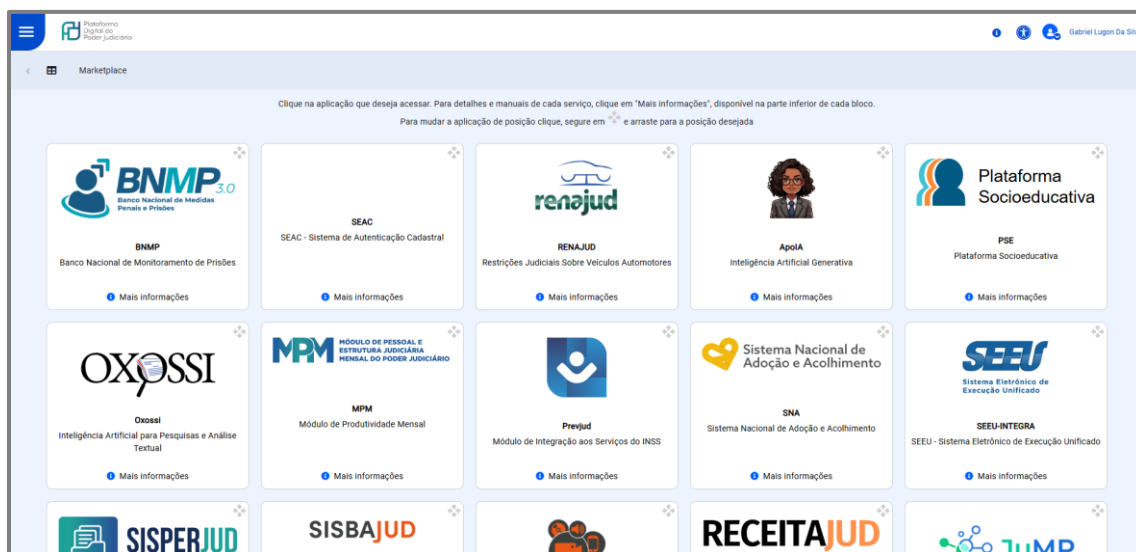 Plataforma
Digital do
Poder Judiciário
Gabriel Lugon Da Sil
Marketplace
Clique na aplicação que deseja acessar. Para detalhes e manuais de cada serviço, clique em "Mais informações", disponível na parte inferior de cada bloco.
Para mudar a aplicação de posição clique, segure em e arraste para a posição desejada
BNMP 3.0
Banco Nacional de Medidas
Penais e Prisões
BNMP
Banco Nacional de Monitoramento de Prisões
Mais informações
SEAC
SEAC - Sistema de Autenticação Cadastral
Mais informações
renajud
RENAJUD
Restrições Judiciais Sobre Veículos Automotores
Mais informações
ApoIA
Inteligência Artificial Generativa
Mais informações
Plataforma
Socioeducativa
PSE
Plataforma Socioeducativa
Mais informações
OXOSSI
Oxossi
Inteligência Artificial para Pesquisas e Análise
Textual
Mais informações
MPM
MÓDULO DE PESSOAL E
ESTRUTURA JUDICIÁRIA
MENSAL DO PODER JUDICIÁRIO
MPM
Módulo de Produtividade Mensal
Mais informações
Prevjud
Módulo de Integração aos Serviços do INSS
Mais informações
Sistema Nacional de
Adoção e Acolhimento
SNA
Sistema Nacional de Adoção e Acolhimento
Mais informações
SEEU
Sistema Eletrônico de
Execução Unificado
SEEU-INTEGRA
SEEU - Sistema Eletrônico de Execução Unificado
Mais informações
SISPERJUD
SISBAJUD
RECEITAJUD
JuMP